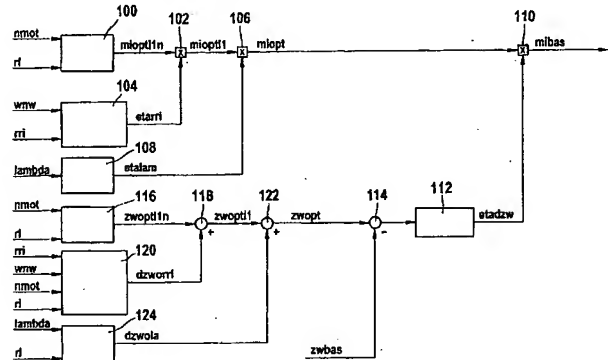 100 102 106 110
nmot miopti1n miopti1 miopt mibas
rf
104
wnw etarri
rri
108
lambda etalam
116 118 122 114 112
nmot zwopti1n zwopti1 zwopt etadzw
rl + + -
rri 120
wnw dzworri
nmot
rl
124
lambda dzwola zwbas
rl